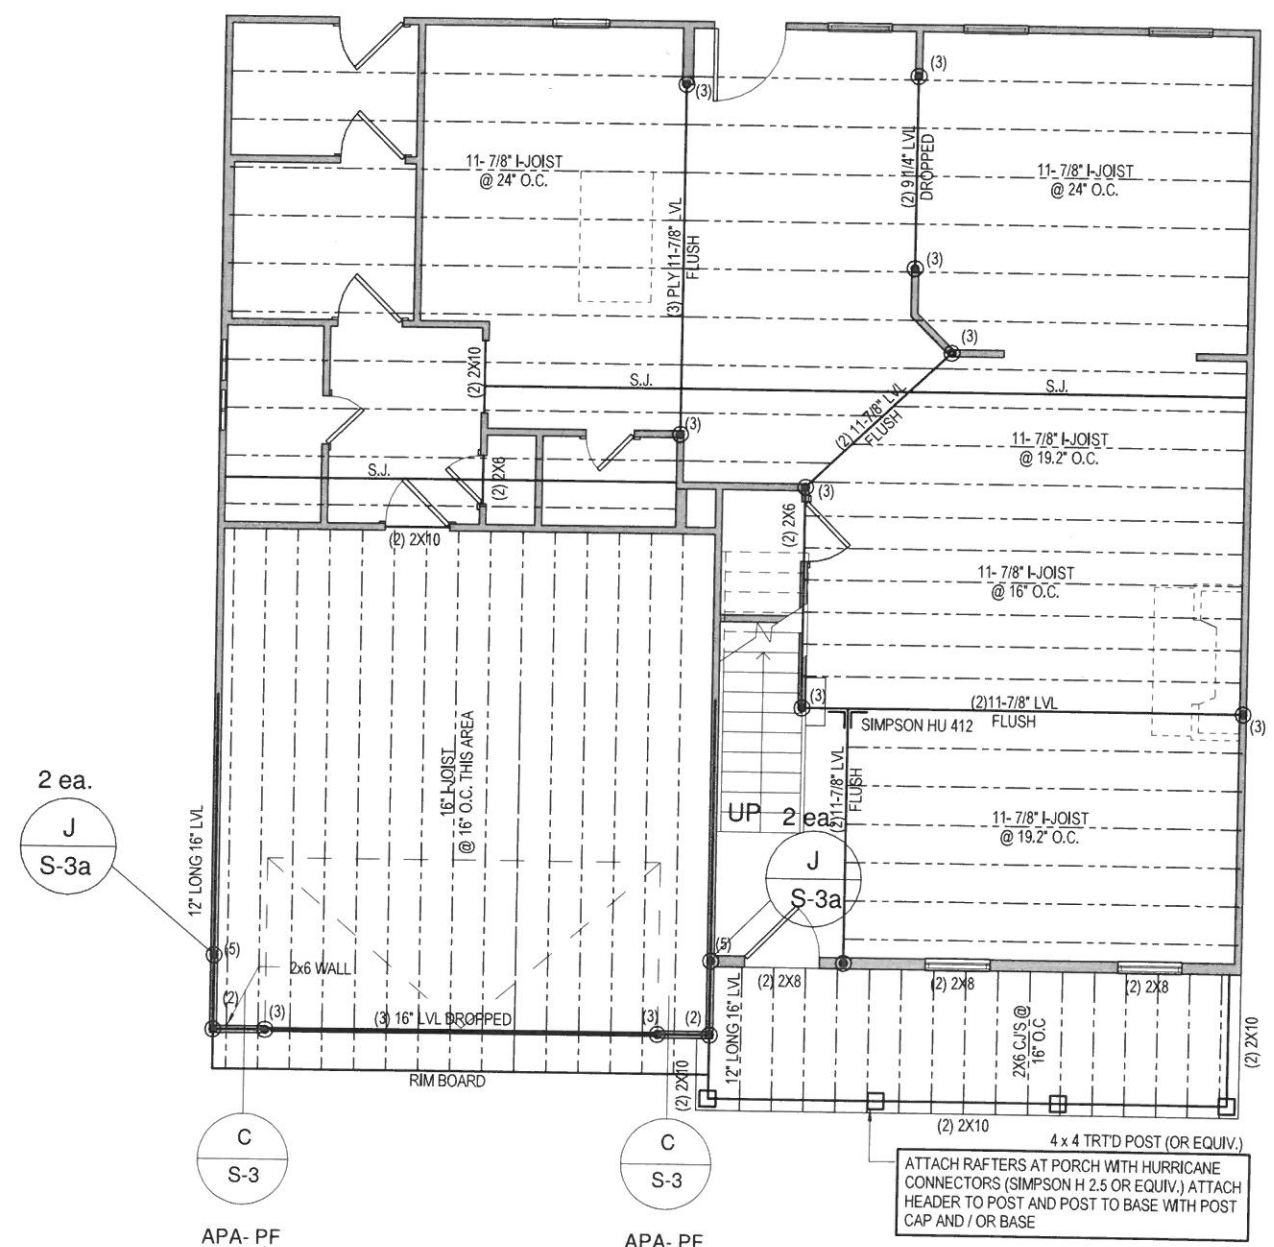 (3)
(3)
11- 7/8" I-JOIST
@ 24" O.C.
(2) 9 1/4" LVL
DROPPED
11- 7/8" I-JOIST
@ 24" O.C.
(3) PLY 11-7/8" LVL
FLUSH
(3)
(3)
(2) 2X10
S.J.
S.J.
(2) 11-7/8" LVL
FLUSH
(3)
11- 7/8" I-JOIST
@ 19.2" O.C.
S.J.
(2) 2X6
(3)
(2) 2X10
(2) 2X6
11- 7/8" I-JOIST
@ 16" O.C.
(3)
(2)11-7/8" LVL
FLUSH
(3)
SIMPSON HU 412
16" I-JOIST
@ 16" O.C. THIS AREA
2 ea.
J
S-3a
12" LONG 16" LVL
UP
2 ea.
(2)11-7/8" LVL
FLUSH
11- 7/8" I-JOIST
@ 19.2" O.C.
J
S-3a
(5)
(5)
2x6 WALL
(2) 2X8
(2) 2X8
(2) 2X8
(2)
(3)
(3) 16" LVL DROPPED
(3)
(2)
12" LONG 16" LVL
2X6 CJ'S @
16" O.C
(2) 2X10
RIM BOARD
(2) 2X10
(2) 2X10
4 x 4 TRT'D POST (OR EQUIV.)
C
S-3
C
S-3
ATTACH RAFTERS AT PORCH WITH HURRICANE
CONNECTORS (SIMPSON H 2.5 OR EQUIV.) ATTACH
HEADER TO POST AND POST TO BASE WITH POST
CAP AND / OR BASE
APA- PF
APA- PF